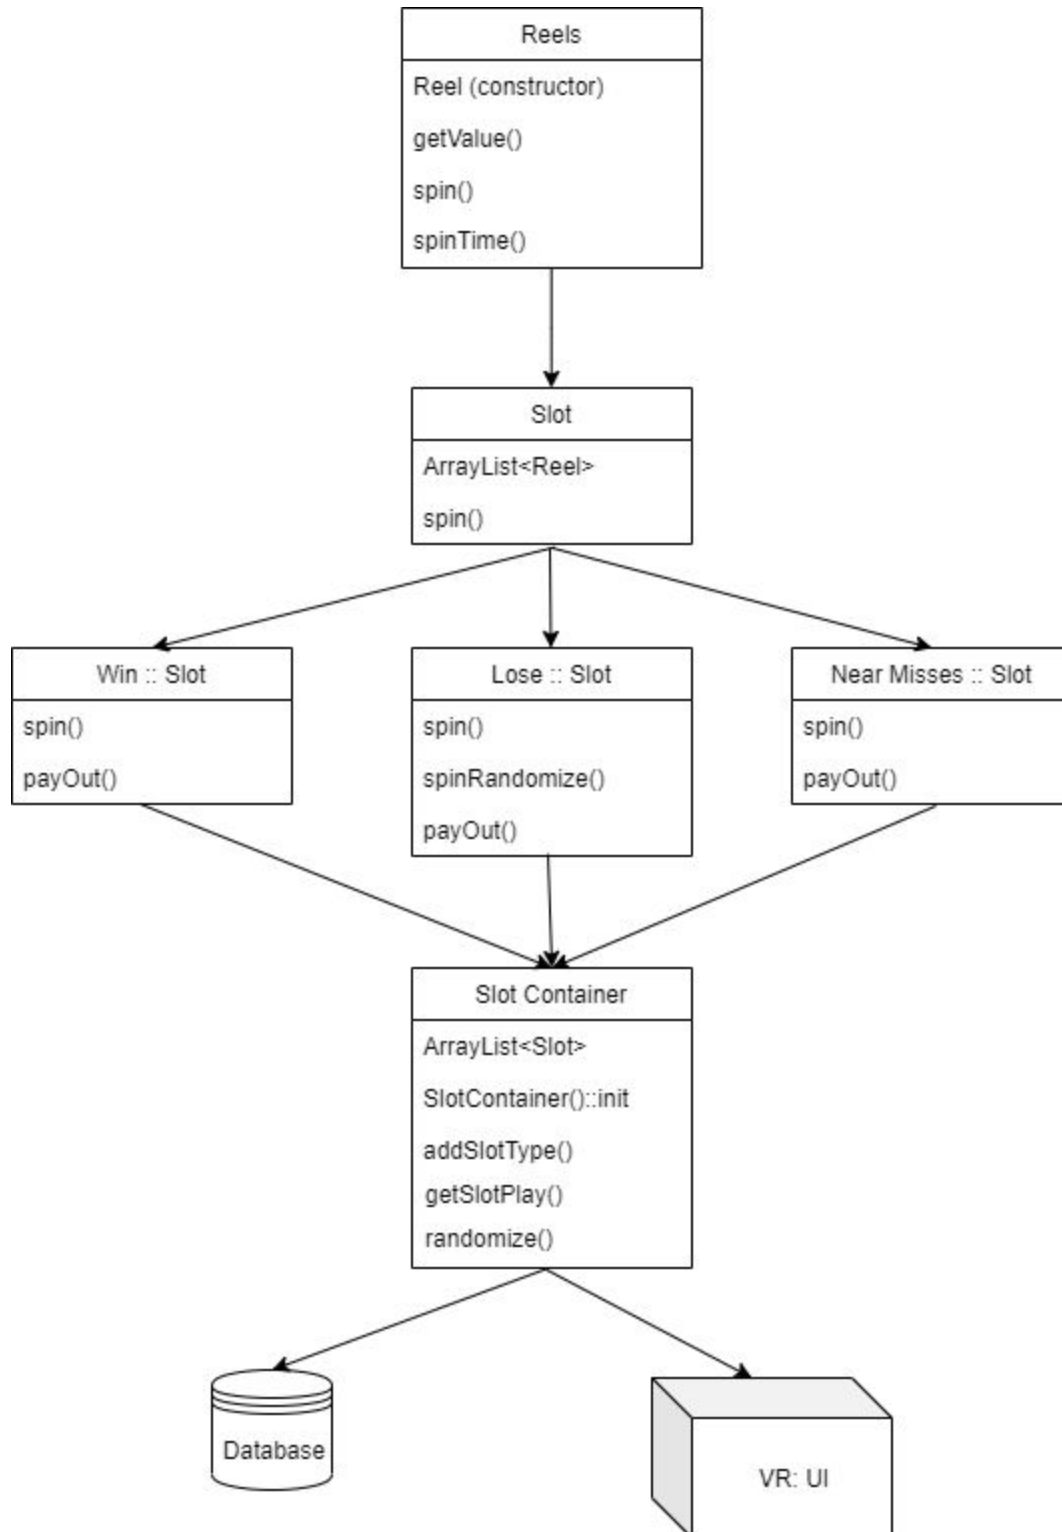 Reels
Reel (constructor)
getValue()
spin()
spinTime()
Slot
ArrayList<Reel>
spin()
Win :: Slot
spin()
payOut()
Lose :: Slot
spin()
spinRandomize()
payOut()
Near Misses :: Slot
spin()
payOut()
Slot Container
ArrayList<Slot>
SlotContainer()::init
addSlotType()
getSlotPlay()
randomize()
Database
VR: UI